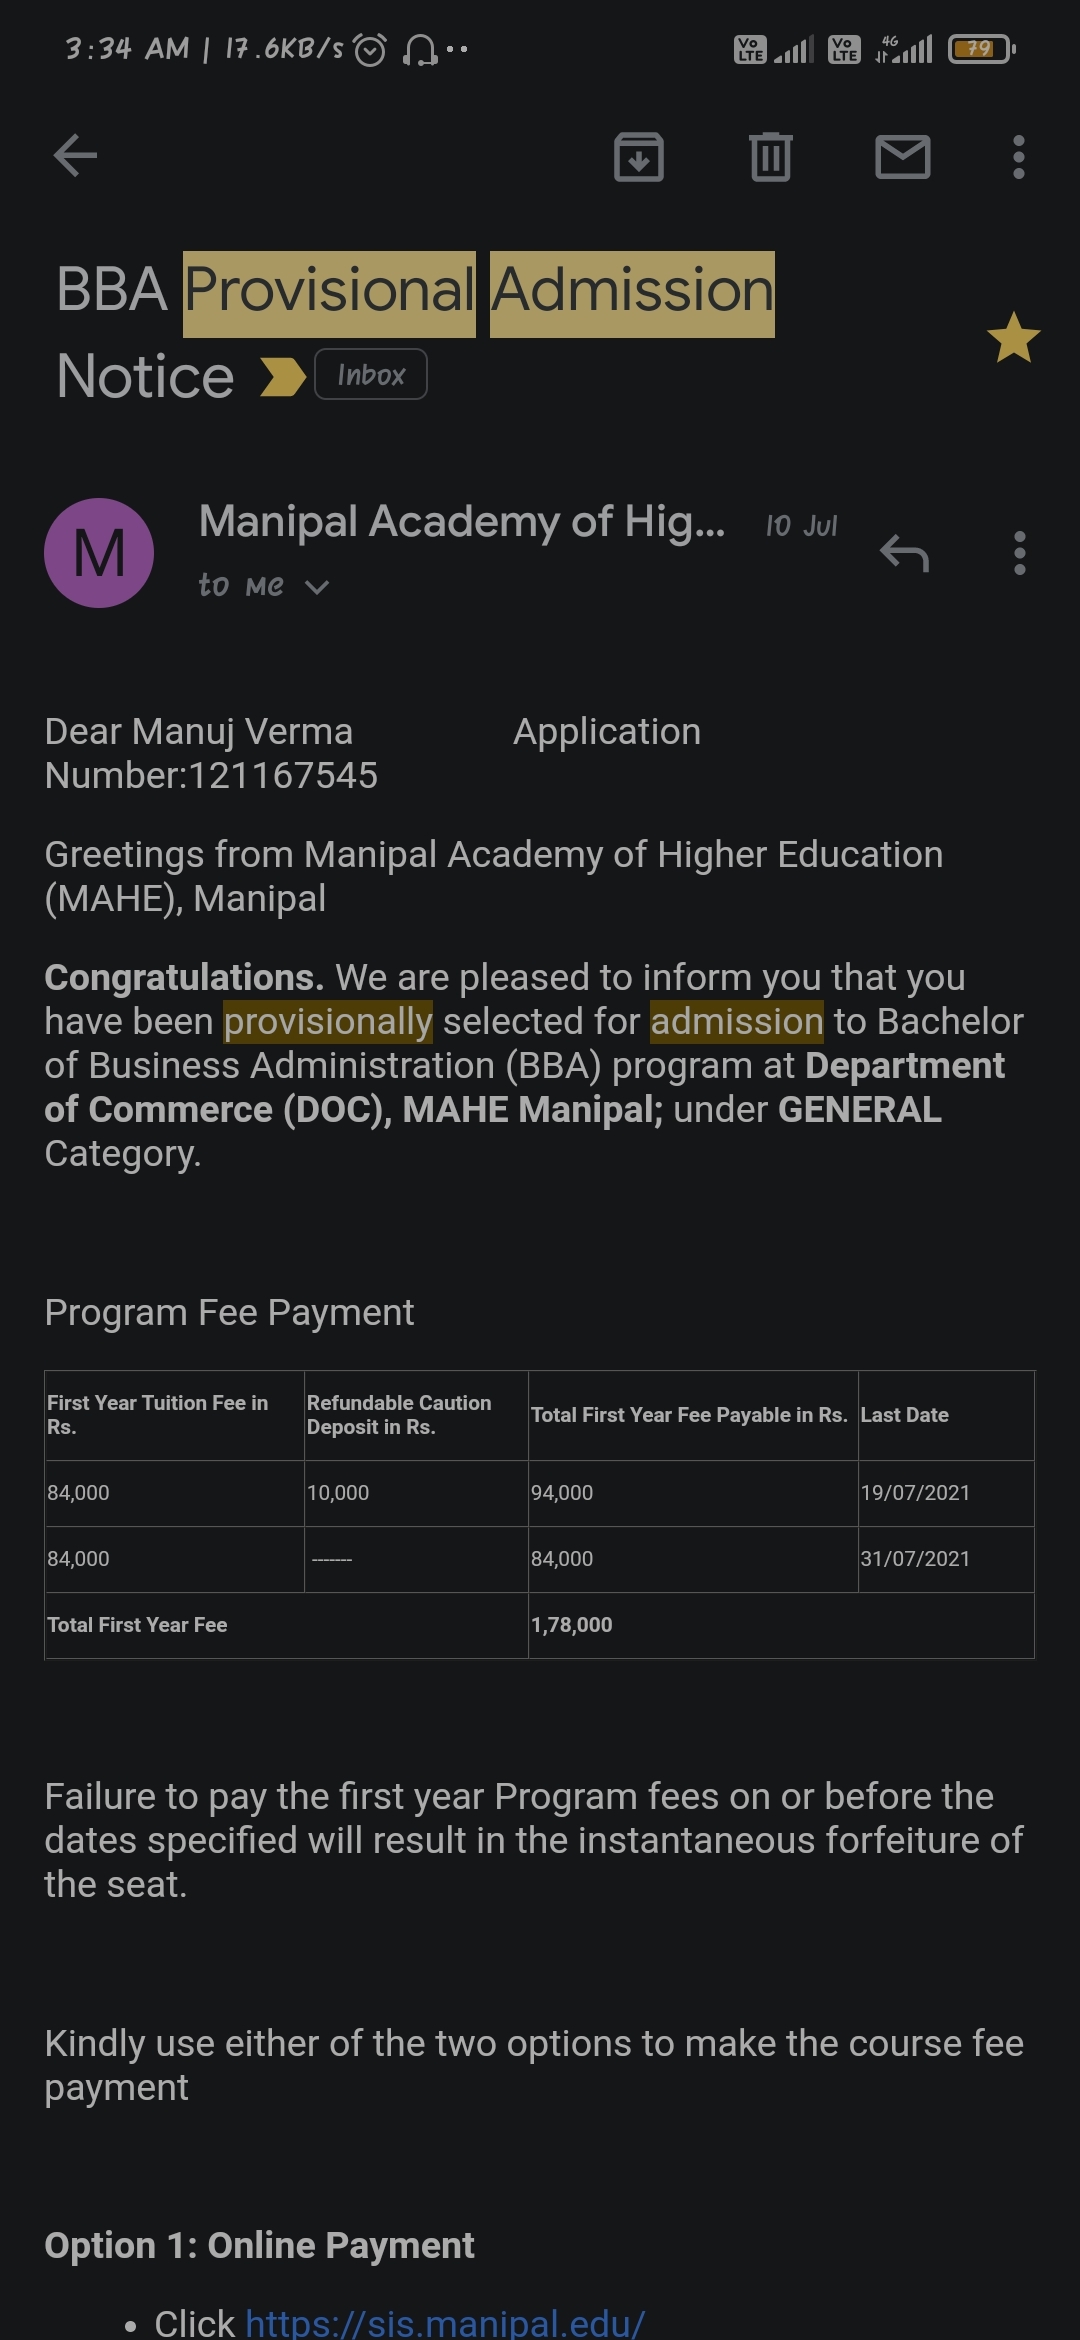 3:34 AM | 17.6KB/s
Vo LTE Vo LTE 4G 79
BBA Provisional Admission
Notice Inbox
M
Manipal Academy of Hig... 10 Jul
to me
Dear Manuj Verma Application
Number:121167545
Greetings from Manipal Academy of Higher Education
(MAHE), Manipal
Congratulations. We are pleased to inform you that you
have been provisionally selected for admission to Bachelor
of Business Administration (BBA) program at Department
of Commerce (DOC), MAHE Manipal; under GENERAL
Category.
Program Fee Payment
First Year Tuition Fee in Rs. Refundable Caution Deposit in Rs. Total First Year Fee Payable in Rs. Last Date
84,000 10,000 94,000 19/07/2021
84,000 ------- 84,000 31/07/2021
Total First Year Fee 1,78,000
Failure to pay the first year Program fees on or before the
dates specified will result in the instantaneous forfeiture of
the seat.
Kindly use either of the two options to make the course fee
payment
Option 1: Online Payment
• Click https://sis.manipal.edu/